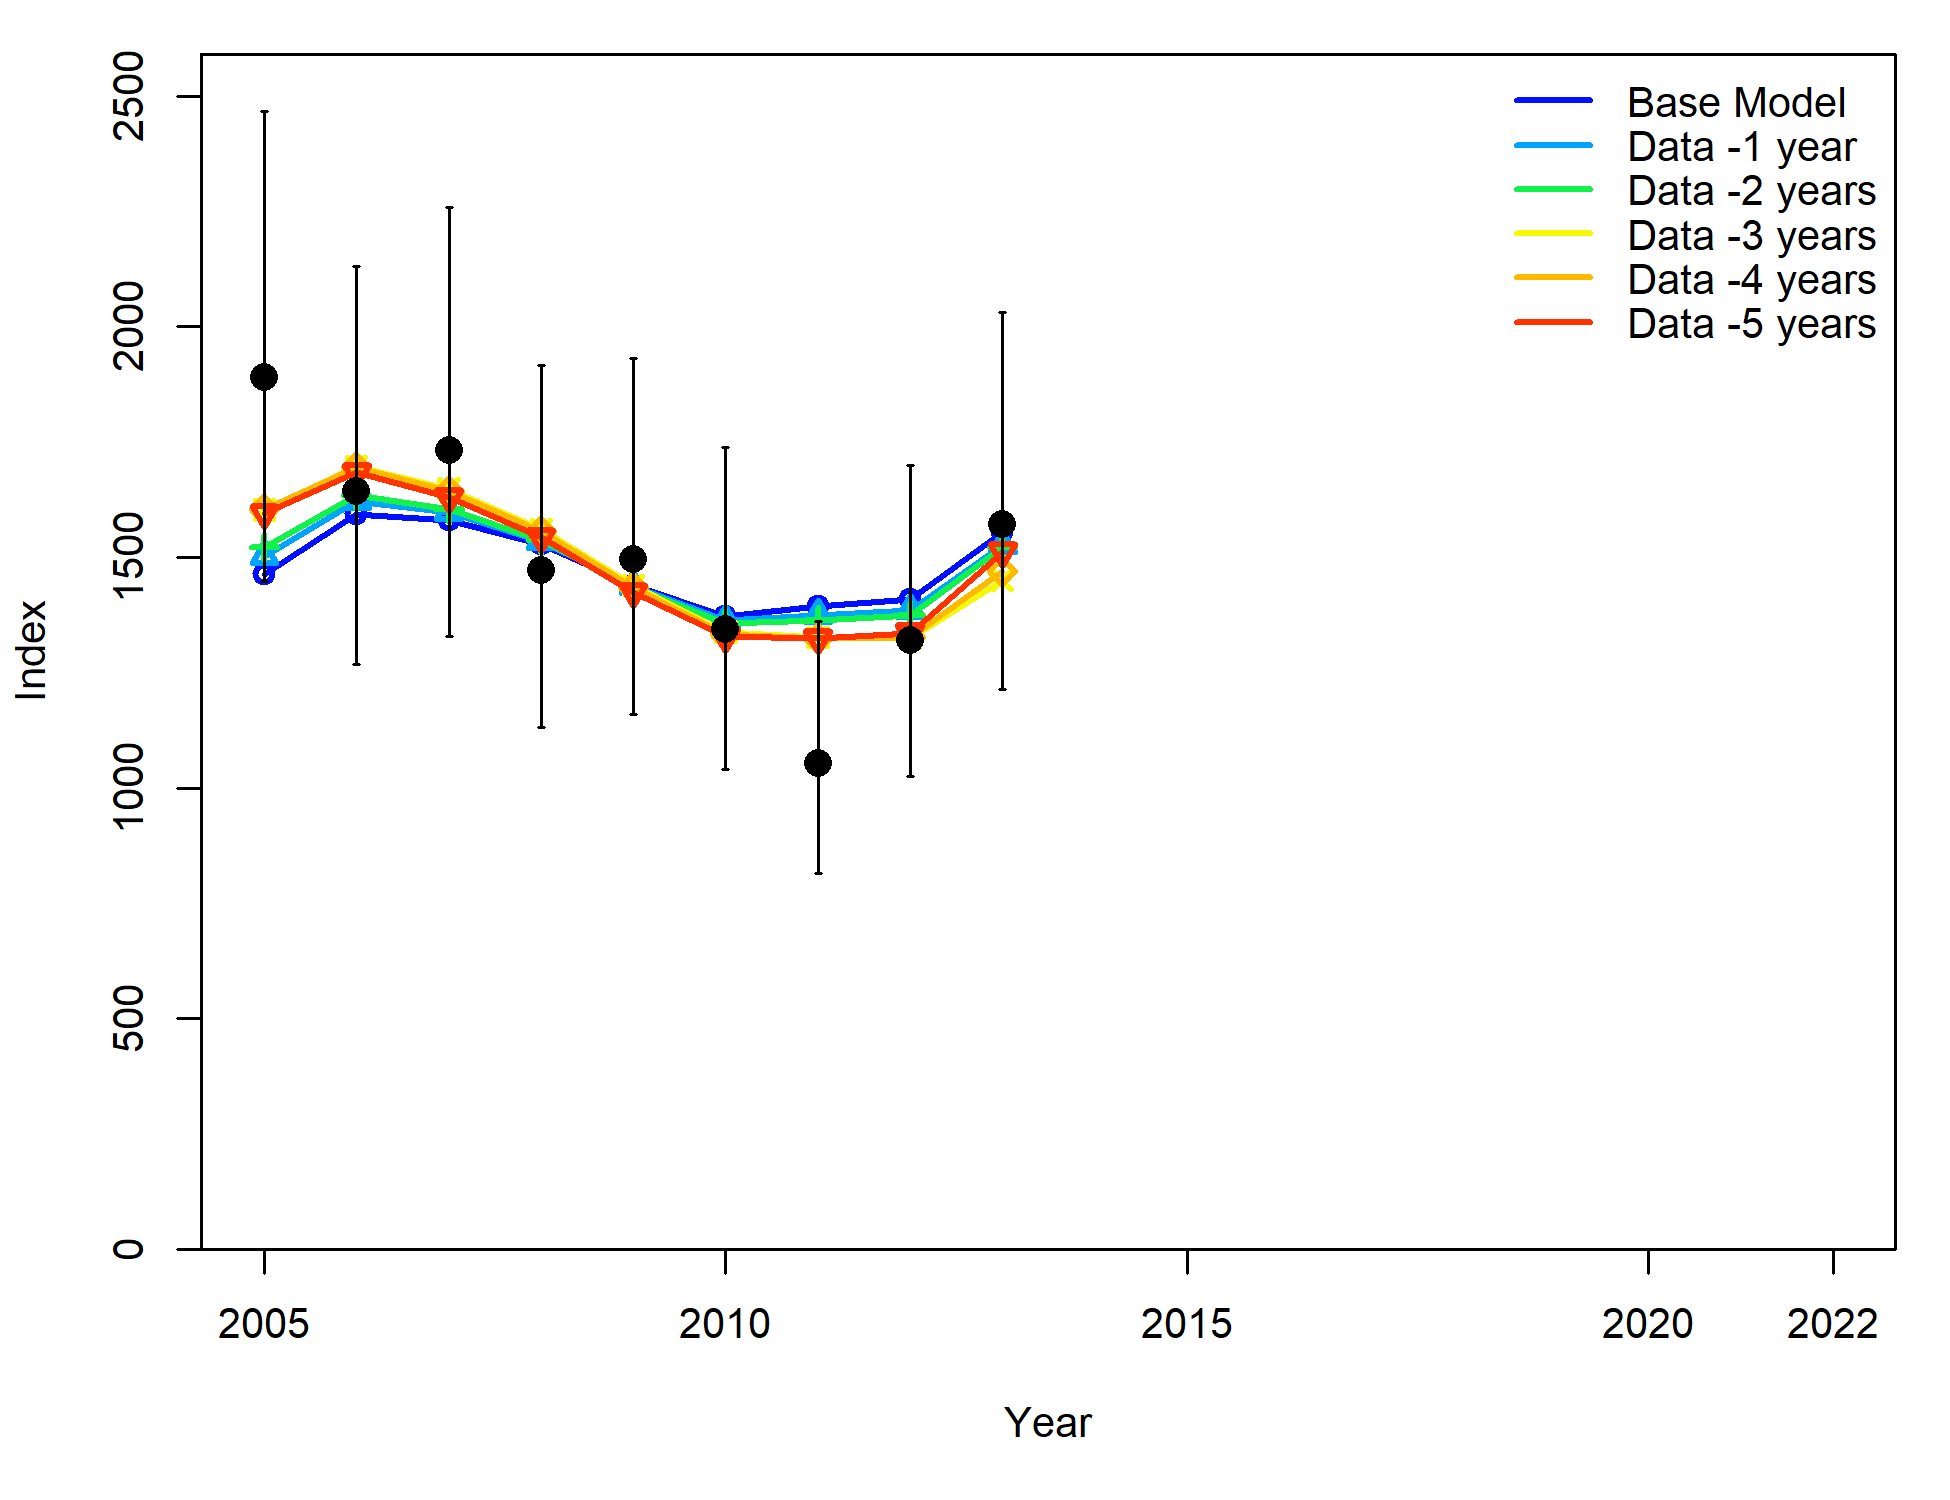 2500
2000
1500
1000
500
0
Index
Base Model
Data -1 year
Data -2 years
Data -3 years
Data -4 years
Data -5 years
2005
2010
2015
2020
2022
Year